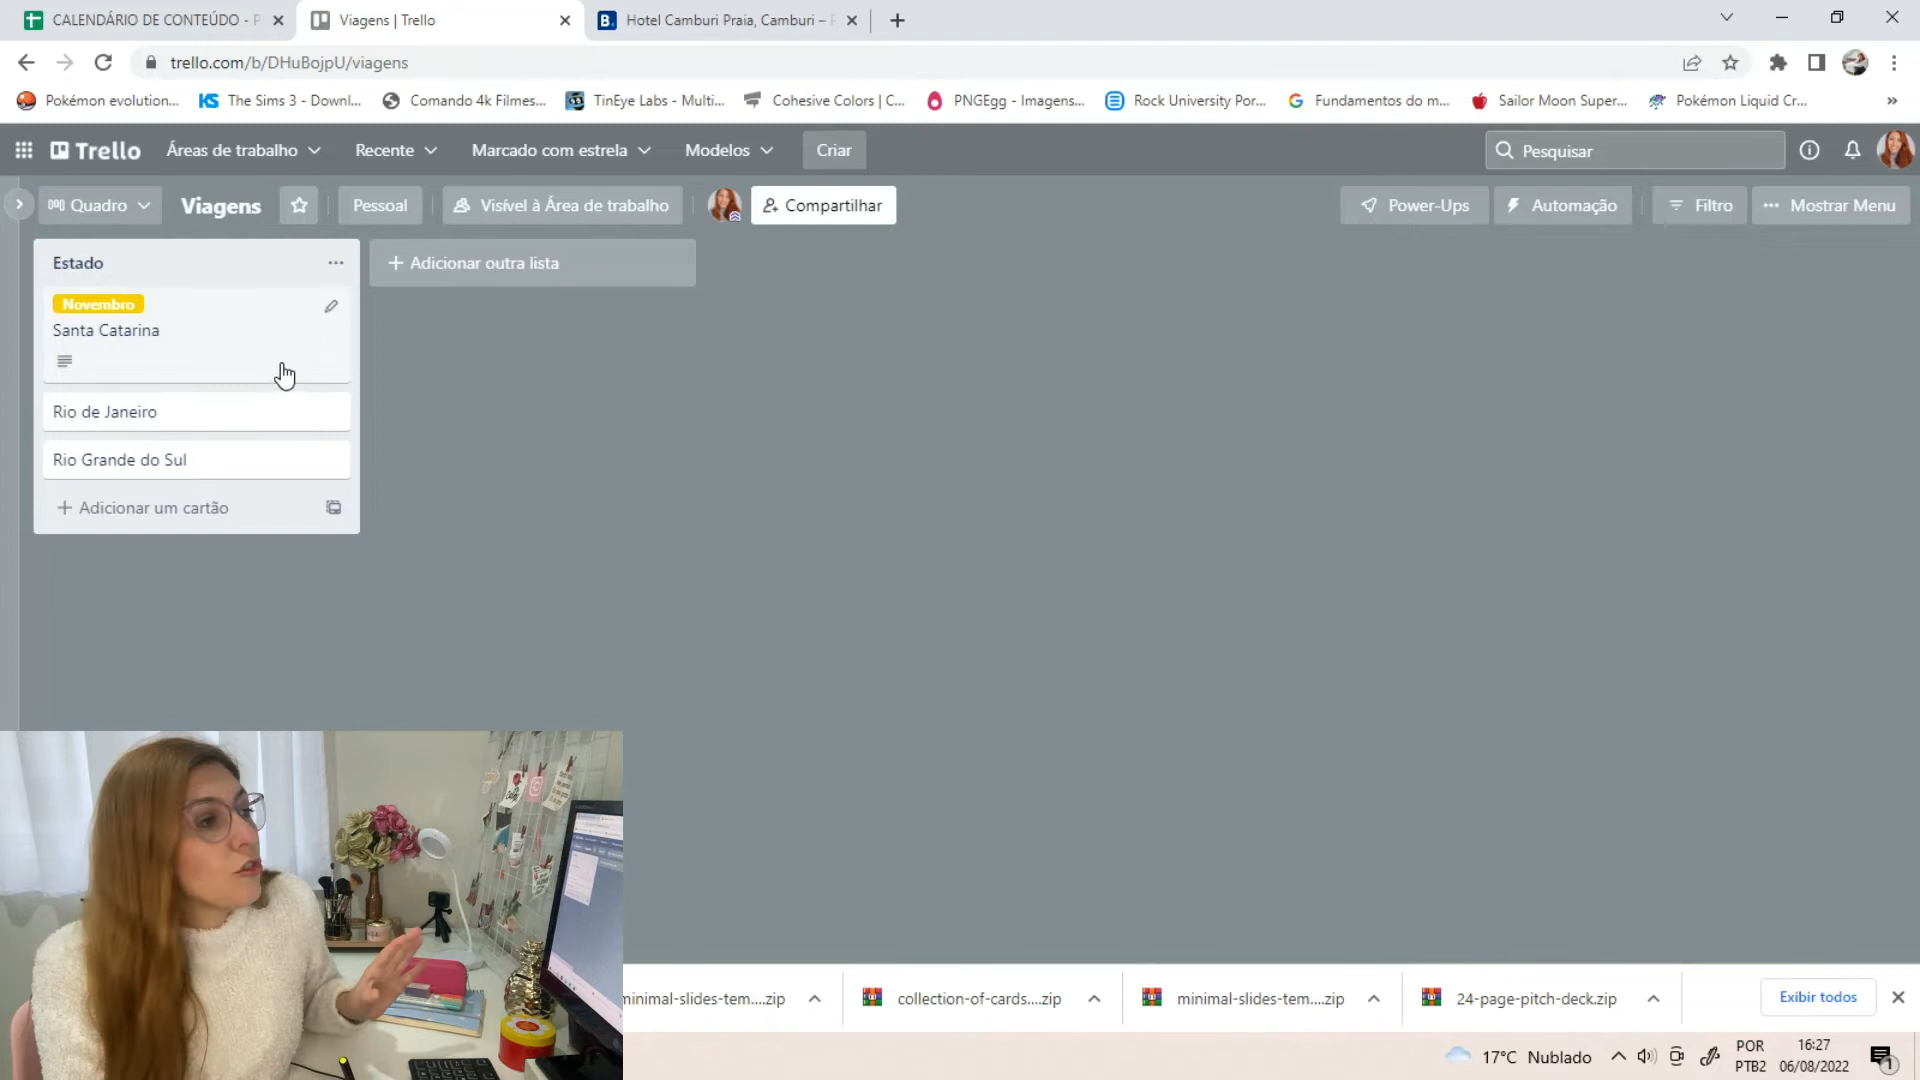 CALENDÁRIO DE CONTEÚDO - P
Viagens | Trello
Hotel Camburi Praia, Camburi –
trello.com/b/DHuBojpU/viagens
Pokémon evolution...
The Sims 3 - Downl...
Comando 4k Filmes...
TinEye Labs - Multi...
Cohesive Colors | C...
PNGEgg - Imagens...
Rock University Por...
Fundamentos do m...
Sailor Moon Super...
Pokémon Liquid Cr...
Trello
Áreas de trabalho
Recente
Marcado com estrela
Modelos
Criar
Pesquisar
Quadro
Viagens
Pessoal
Visível à Área de trabalho
Compartilhar
Power-Ups
Automação
Filtro
Mostrar Menu
Estado
Adicionar outra lista
Novembro
Santa Catarina
Rio de Janeiro
Rio Grande do Sul
Adicionar um cartão
minimal-slides-tem....zip
collection-of-cards....zip
minimal-slides-tem....zip
24-page-pitch-deck.zip
Exibir todos
17°C Nublado
POR
PTB2
16:27
06/08/2022
1